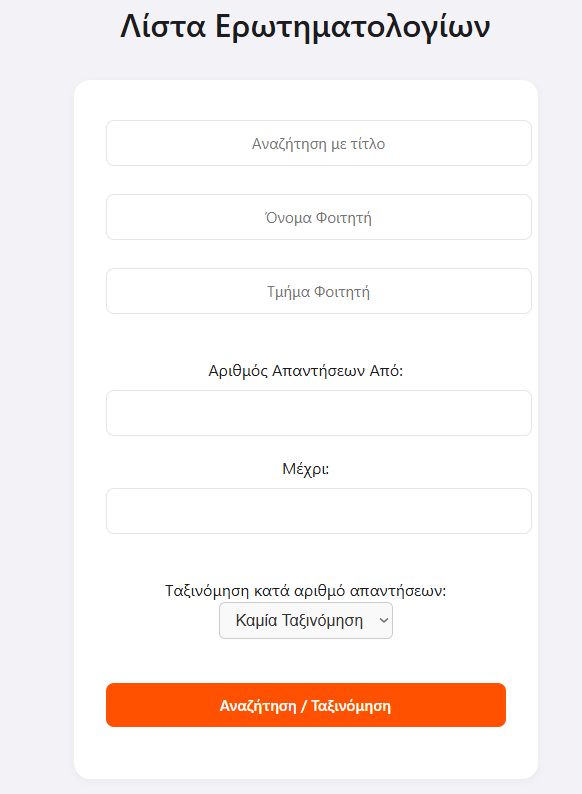 Λίστα Ερωτηματολογίων
Αναζήτηση με τίτλο
Όνομα Φοιτητή
Τμήμα Φοιτητή
Αριθμός Απαντήσεων Από:
Μέχρι:
Ταξινόμηση κατά αριθμό απαντήσεων:
Καμία Ταξινόμηση
Αναζήτηση / Ταξινόμηση